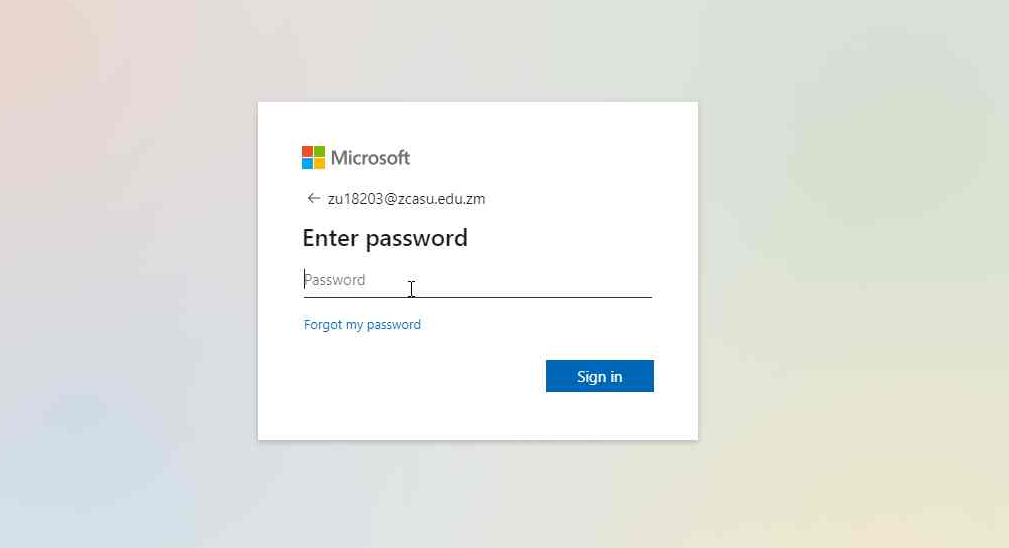 Microsoft
← zu18203@zcasu.edu.zm
Enter password
Password
Forgot my password
Sign in